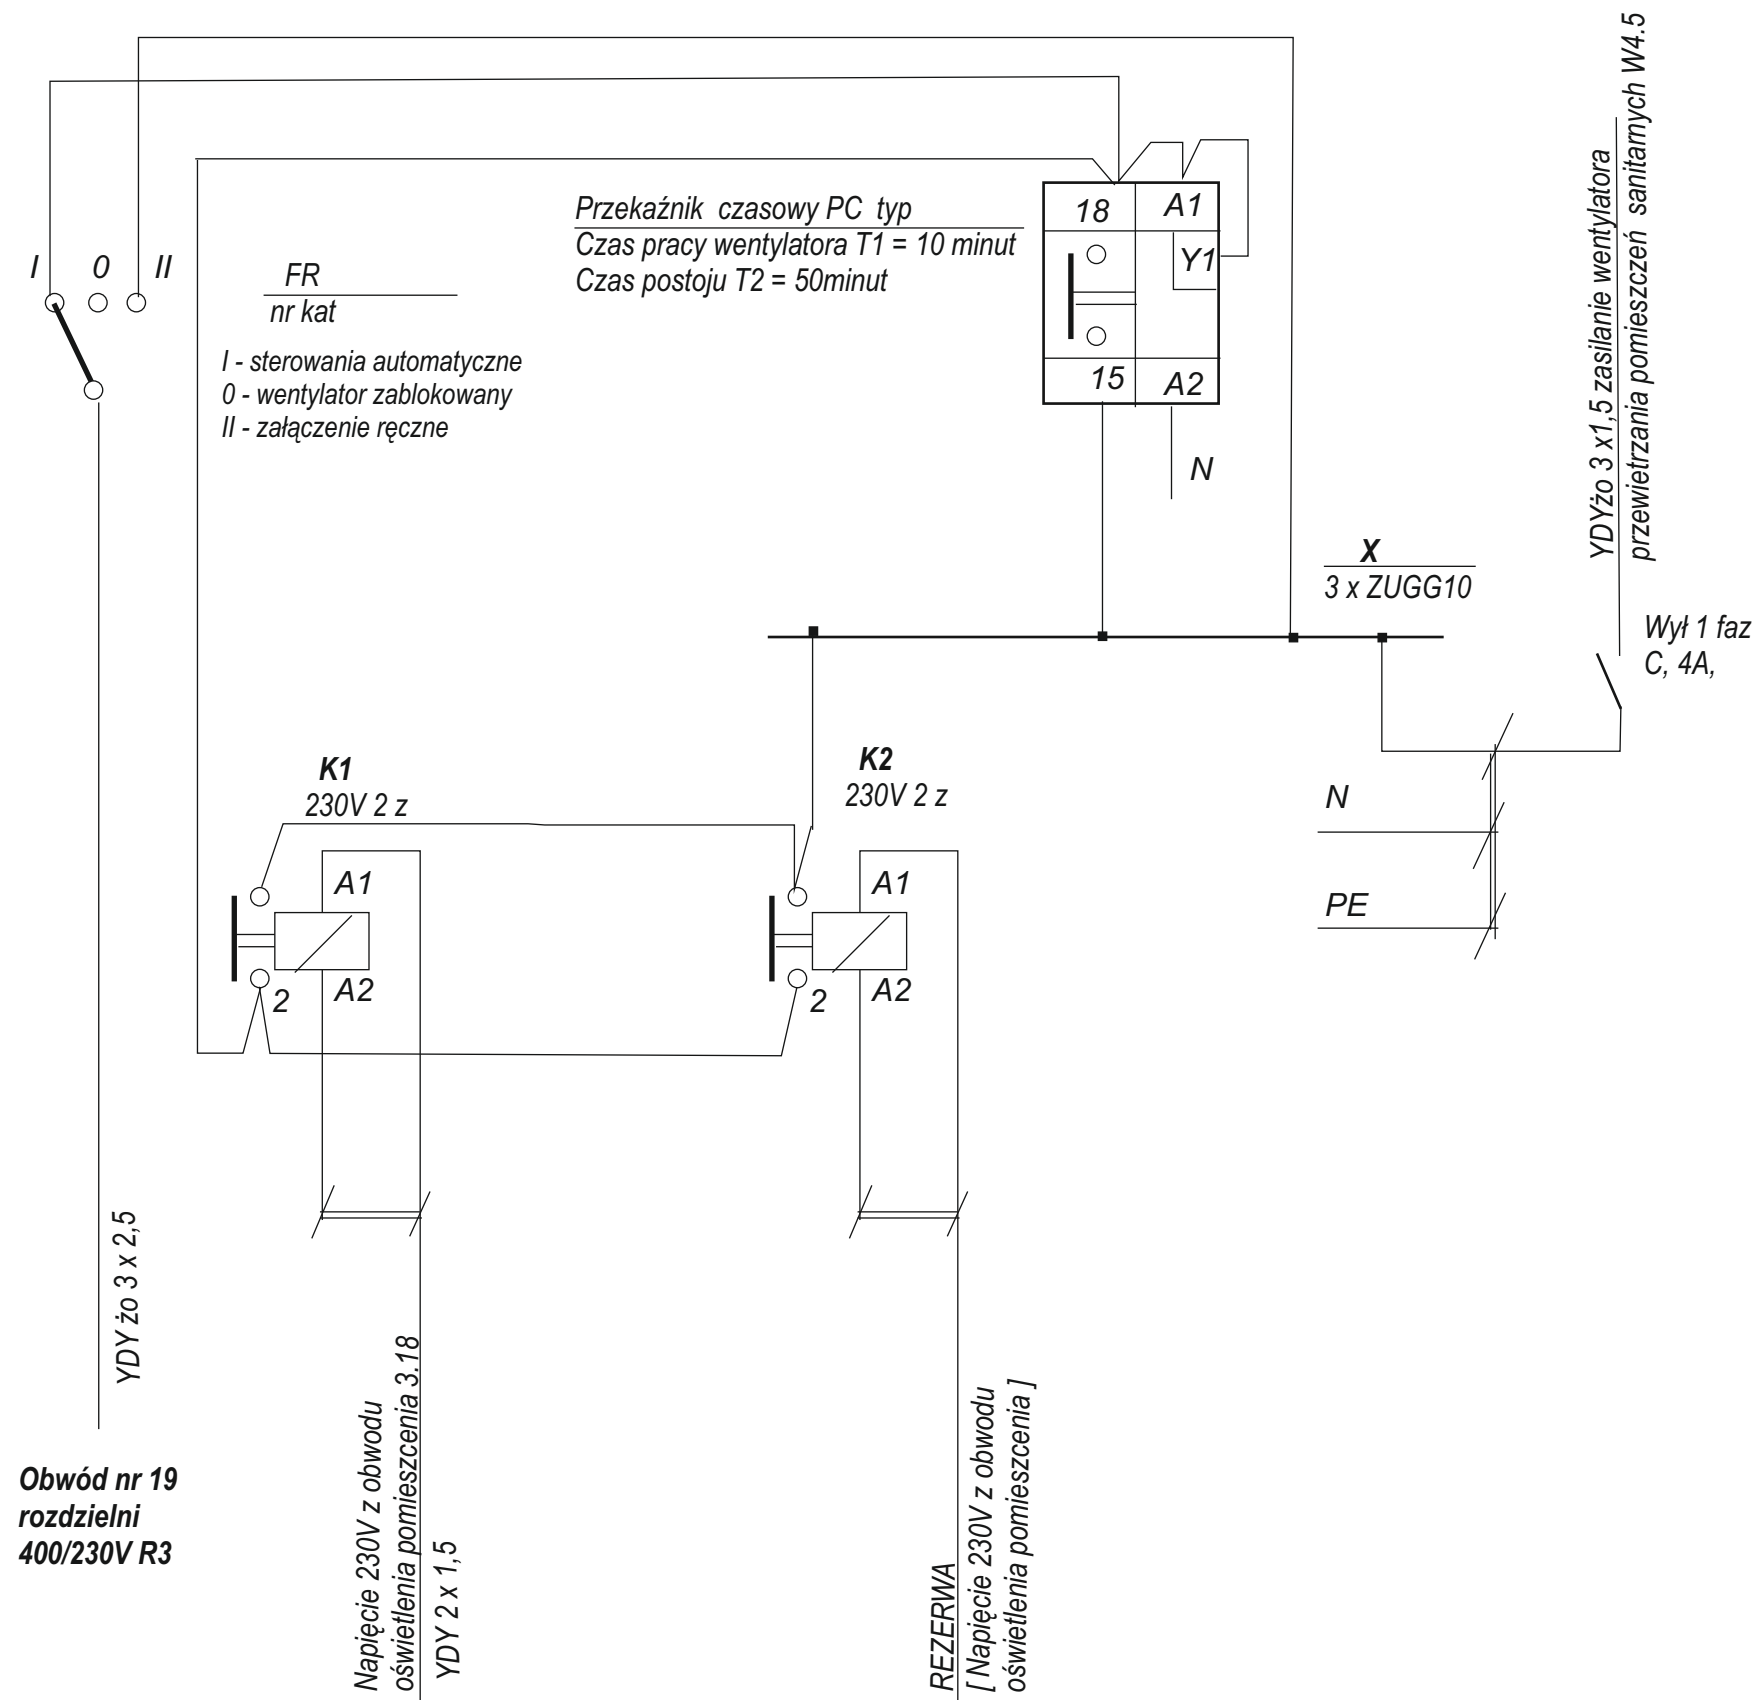 I 0 II
FR
nr kat
I - sterowania automatyczne
0 - wentylator zablokowany
II - załączenie ręczne
Przekaźnik czasowy PC typ
Czas pracy wentylatora T1 = 10 minut
Czas postoju T2 = 50minut
18 A1
Y1
15 A2
N
X
3 x ZUGG10
YDYżo 3 x1,5 zasilanie wentylatora
przewietrzania pomieszczeń sanitarnych W4.5
Wył 1 faz
C, 4A,
K1
230V 2 z
A1
A2
2
K2
230V 2 z
A1
A2
2
N
PE
YDY żo 3 x 2,5
Obwód nr 19
rozdzielni
400/230V R3
Napięcie 230V z obwodu
oświetlenia pomieszcenia 3.18
YDY 2 x 1,5
REZERWA
[ Napięcie 230V z obwodu
oświetlenia pomieszcenia ]